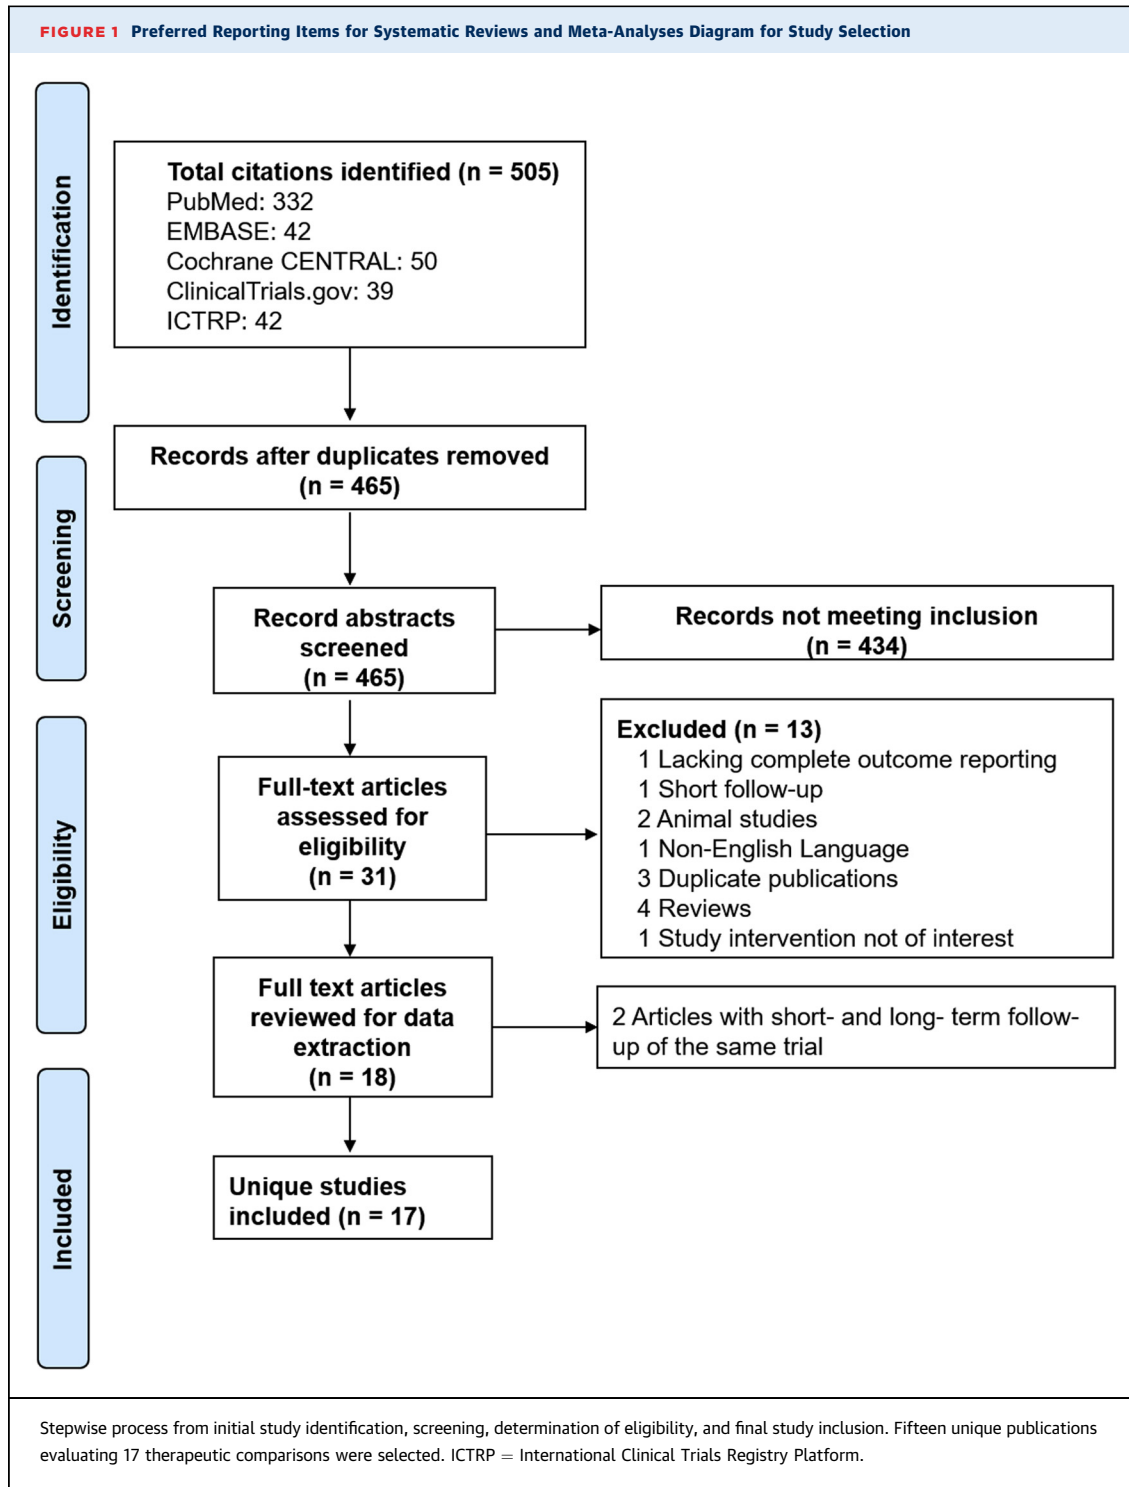 FIGURE 1 Preferred Reporting Items for Systematic Reviews and Meta-Analyses Diagram for Study Selection
Identification
Total citations identified (n = 505)
PubMed: 332
EMBASE: 42
Cochrane CENTRAL: 50
ClinicalTrials.gov: 39
ICTRP: 42
Screening
Records after duplicates removed
(n = 465)
Record abstracts
screened
(n = 465)
Records not meeting inclusion
(n = 434)
Eligibility
Full-text articles
assessed for
eligibility
(n = 31)
Excluded (n = 13)
1 Lacking complete outcome reporting
1 Short follow-up
2 Animal studies
1 Non-English Language
3 Duplicate publications
4 Reviews
1 Study intervention not of interest
Full text articles
reviewed for data
extraction
(n = 18)
2 Articles with short- and long- term follow-
up of the same trial
Included
Unique studies
included (n = 17)
Stepwise process from initial study identification, screening, determination of eligibility, and final study inclusion. Fifteen unique publications
evaluating 17 therapeutic comparisons were selected. ICTRP = International Clinical Trials Registry Platform.